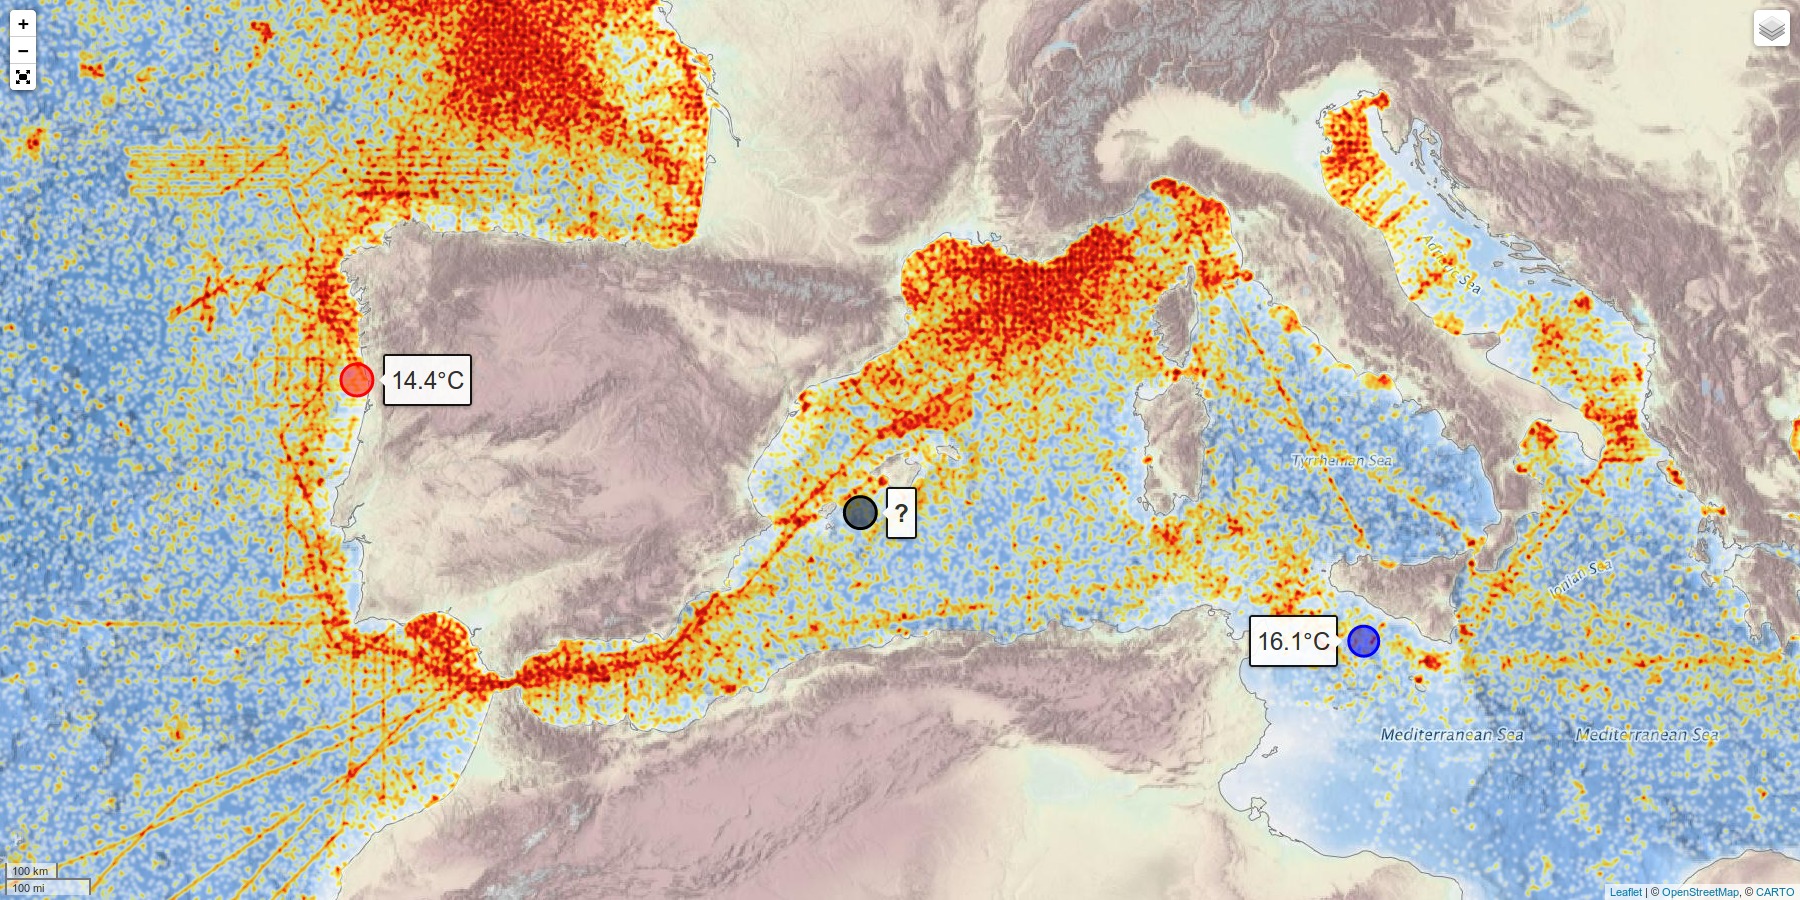 +
−
Adriatic Sea
14.4°C
Tyrrhenian Sea
?
Ionian Sea
16.1°C
Mediterranean Sea
Mediterranean Sea
100 km
100 mi
Leaflet | © OpenStreetMap, © CARTO